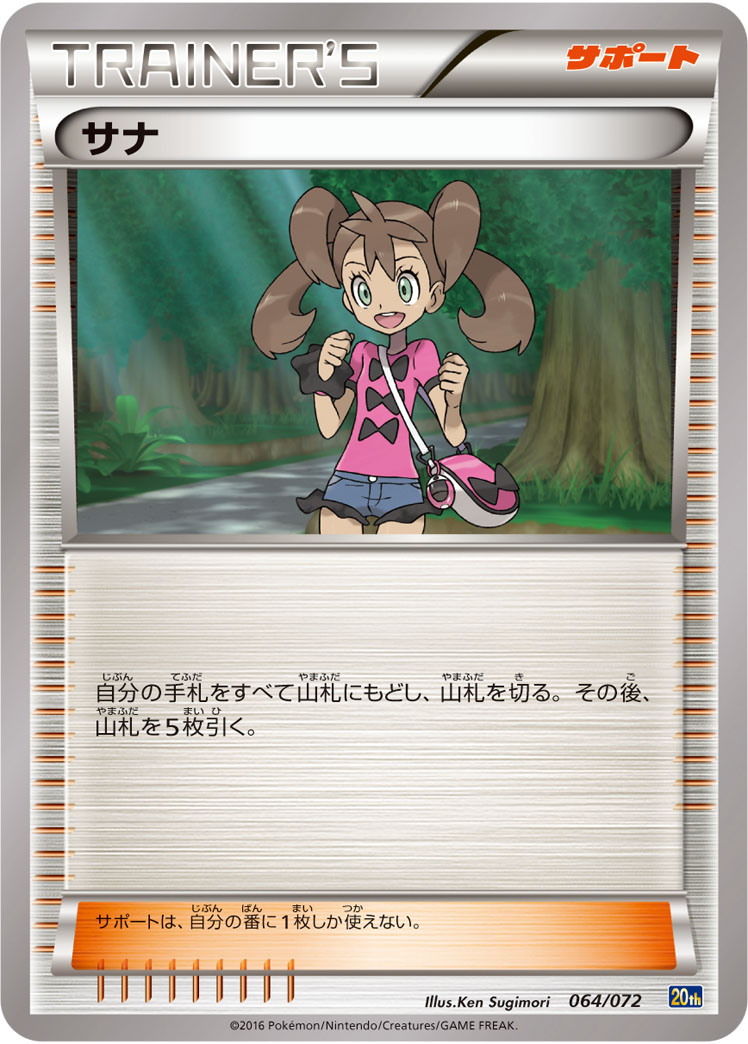 TRAINER'S
サポート
サナ
自分の手札をすべて山札にもどし、山札を切る。その後、
山札を5枚引く。
サポートは、自分の番に1枚しか使えない。
Illus.Ken Sugimori 064/072 20th
©2016 Pokémon/Nintendo/Creatures/GAME FREAK.